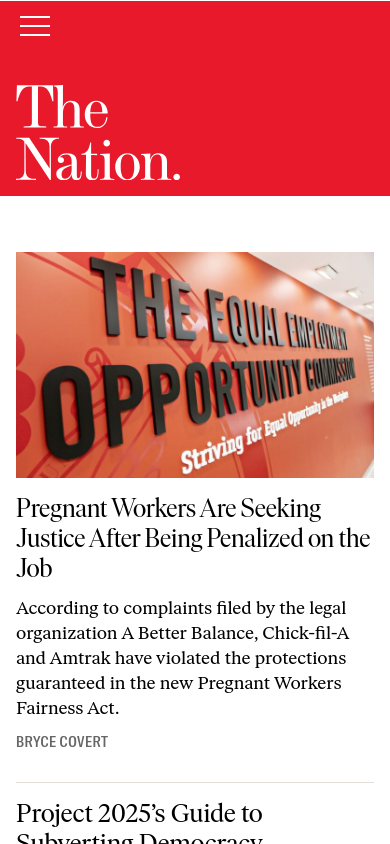 The
Nation.
THE EQUAL EMPLOYMENT
OPPORTUNITY COMMISSION
Striving for Equal Opportunity in the Workplace
Pregnant Workers Are Seeking
Justice After Being Penalized on the
Job
According to complaints filed by the legal
organization A Better Balance, Chick-fil-A
and Amtrak have violated the protections
guaranteed in the new Pregnant Workers
Fairness Act.
BRYCE COVERT
Project 2025’s Guide to
Subverting Democracy